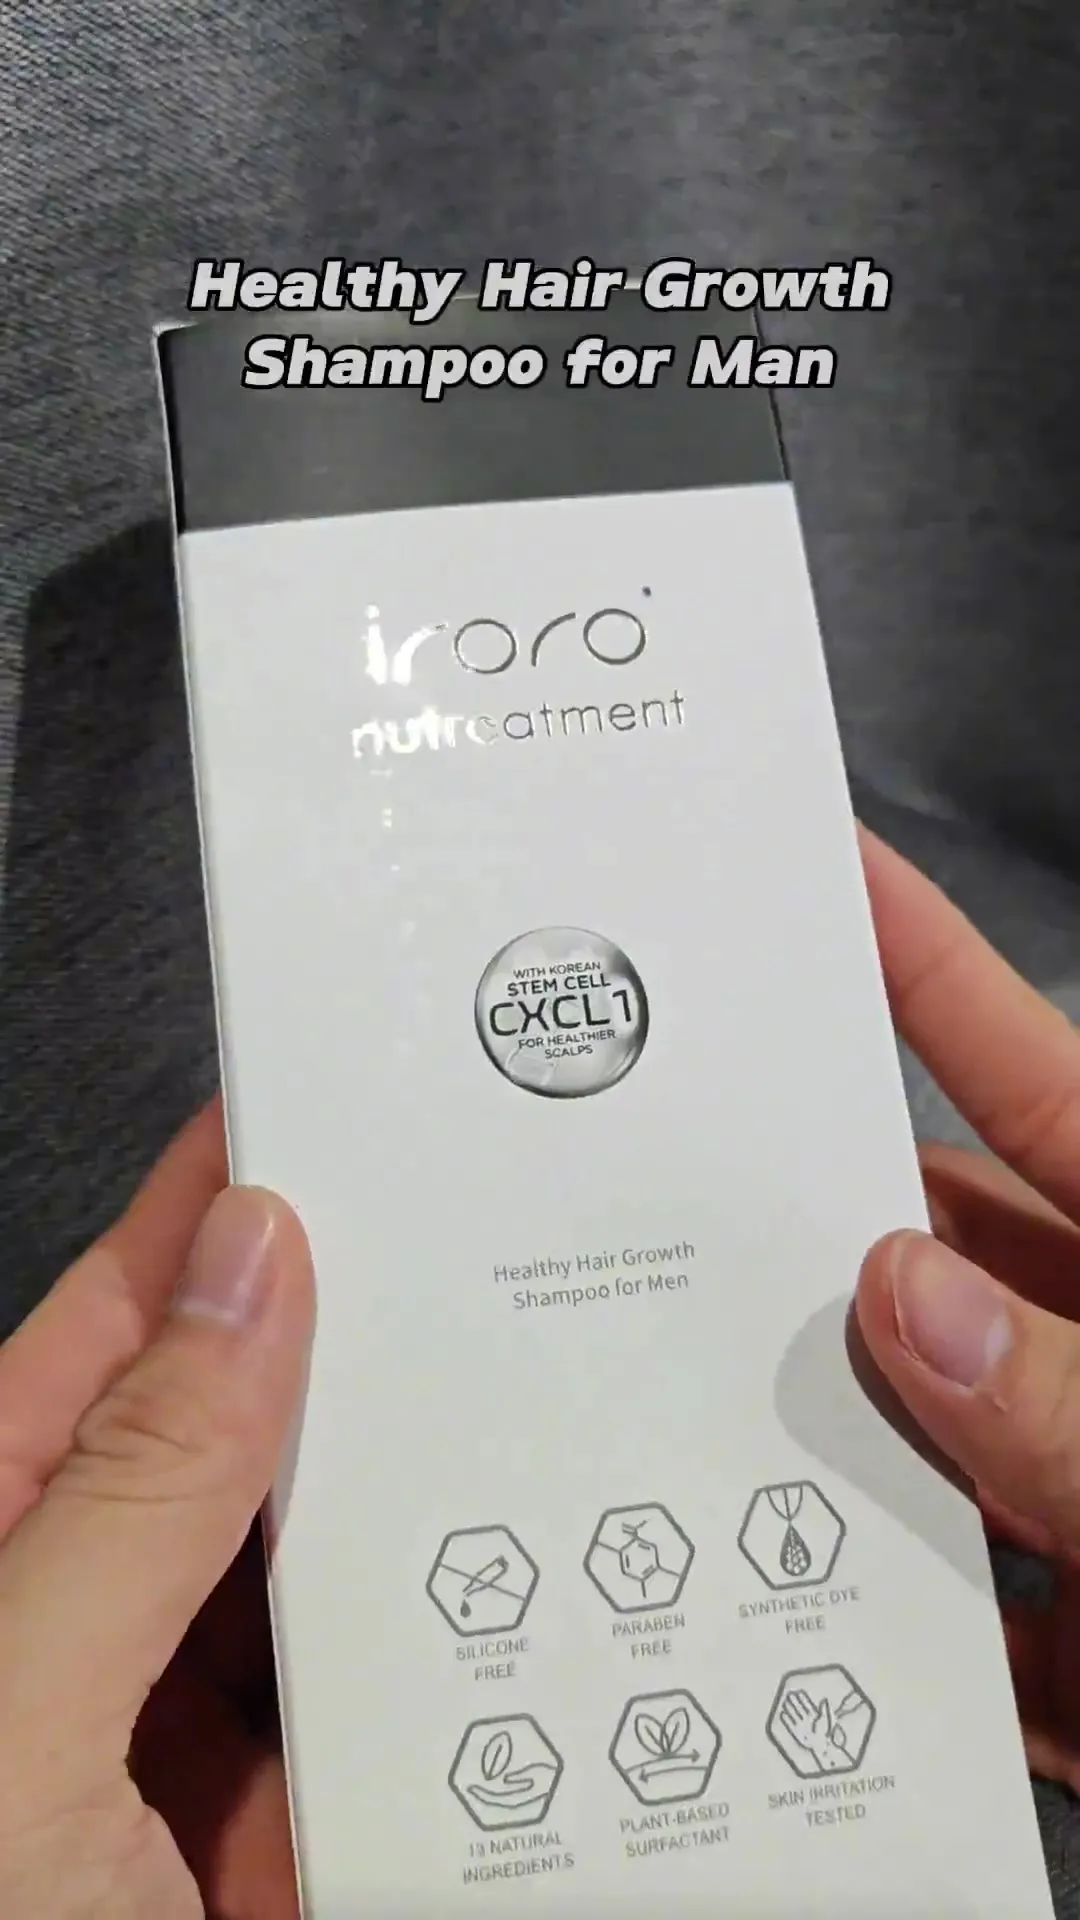 Healthy Hair Growth
Shampoo for Man
iroro
nutreatment
WITH KOREAN
STEM CELL
CXCL1
FOR HEALTHIER
SCALPS
Healthy Hair Growth
Shampoo for Men
SILICONE
FREE
PARABEN
FREE
SYNTHETIC DYE
FREE
13 NATURAL
INGREDIENTS
PLANT-BASED
SURFACTANT
SKIN IRRITATION
TESTED